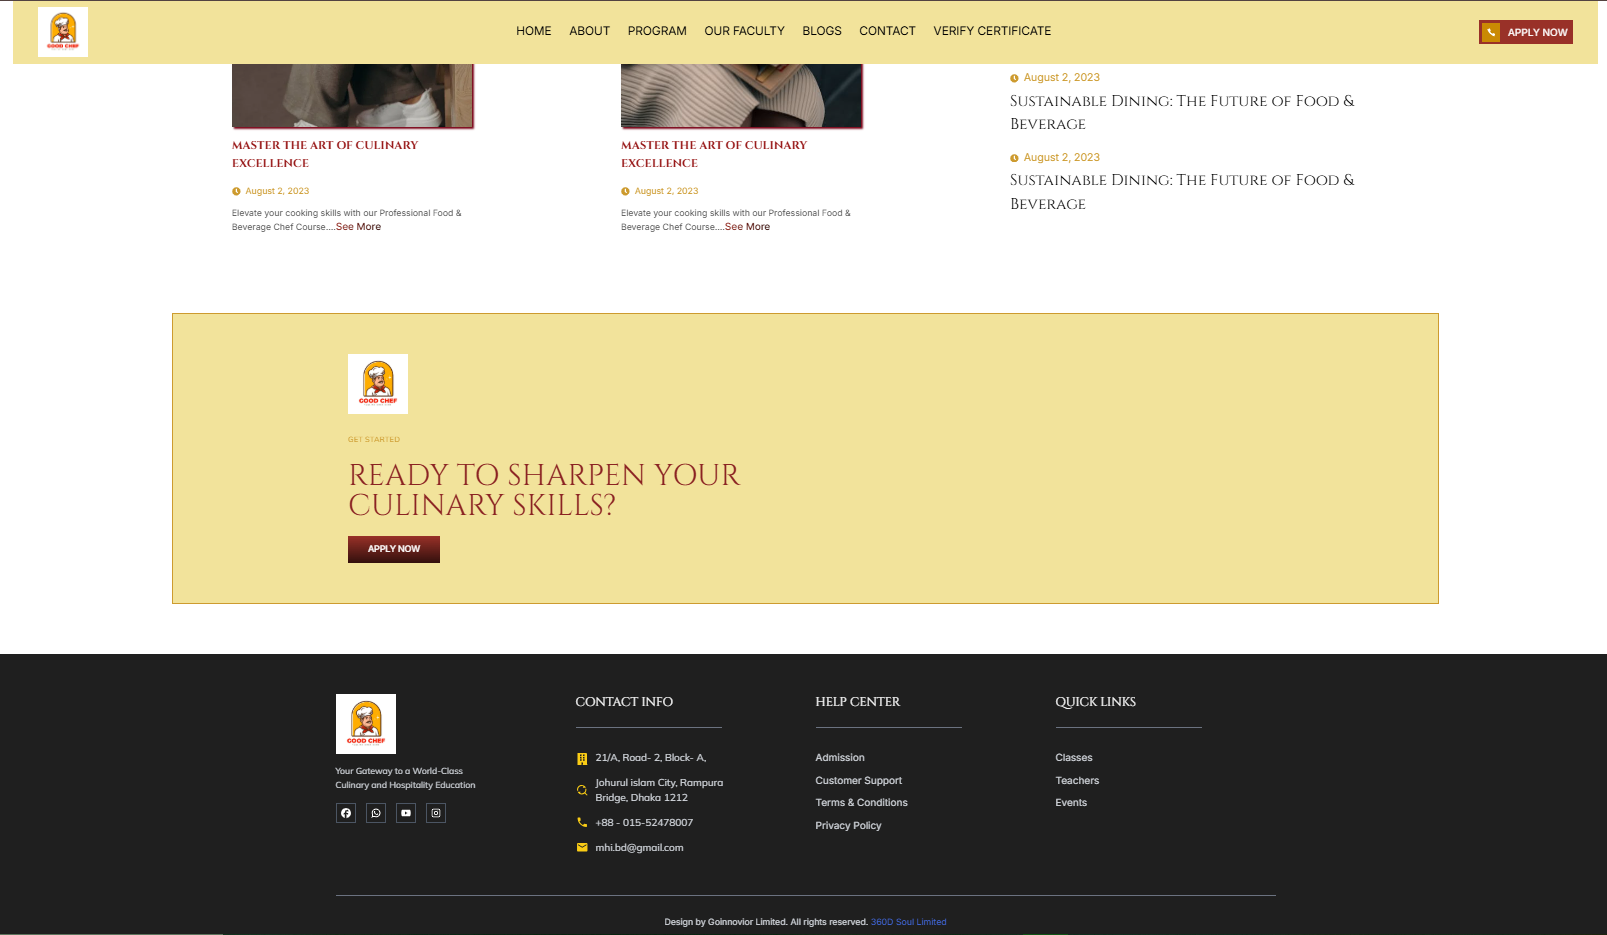 GOOD CHEF
HOME ABOUT PROGRAM OUR FACULTY BLOGS CONTACT VERIFY CERTIFICATE
APPLY NOW
MASTER THE ART OF CULINARY
EXCELLENCE
August 2, 2023
Elevate your cooking skills with our Professional Food &
Beverage Chef Course....See More
MASTER THE ART OF CULINARY
EXCELLENCE
August 2, 2023
Elevate your cooking skills with our Professional Food &
Beverage Chef Course....See More
August 2, 2023
Sustainable Dining: The Future of Food &
Beverage
August 2, 2023
Sustainable Dining: The Future of Food &
Beverage
GOOD CHEF
GET STARTED
READY TO SHARPEN YOUR
CULINARY SKILLS?
APPLY NOW
GOOD CHEF
Your Gateway to a World-Class
Culinary and Hospitality Education
CONTACT INFO
21/A, Road- 2, Block- A,
Johurul islam City, Rampura
Bridge, Dhaka 1212
+88 - 015-52478007
mhi.bd@gmail.com
HELP CENTER
Admission
Customer Support
Terms & Conditions
Privacy Policy
QUICK LINKS
Classes
Teachers
Events
Design by Goinnovior Limited. All rights reserved. 360D Soul Limited